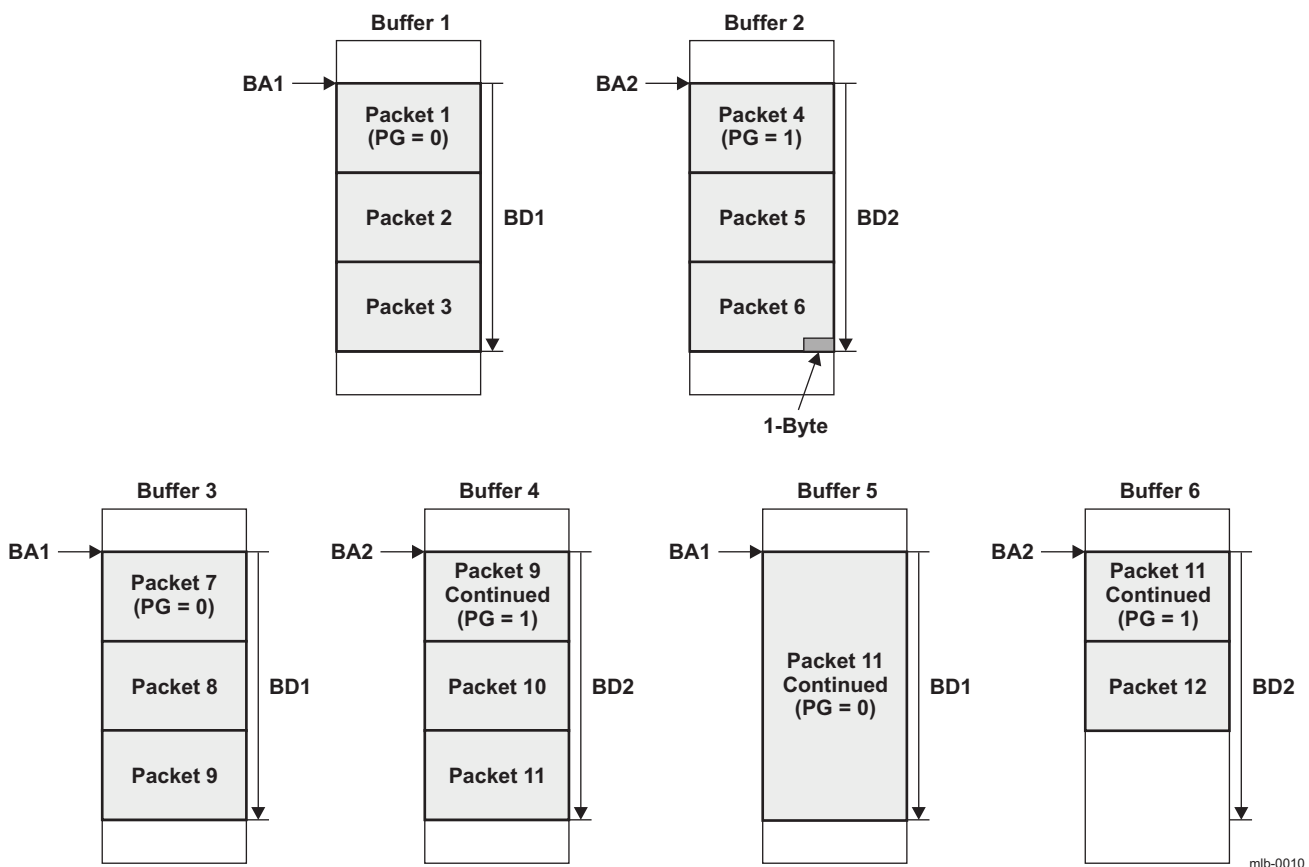 Buffer 1
BA1
Packet 1
(PG = 0)
Packet 2
Packet 3
BD1
Buffer 2
BA2
Packet 4
(PG = 1)
Packet 5
Packet 6
BD2
1-Byte
Buffer 3
BA1
Packet 7
(PG = 0)
Packet 8
Packet 9
BD1
Buffer 4
BA2
Packet 9
Continued
(PG = 1)
Packet 10
Packet 11
BD2
Buffer 5
BA1
Packet 11
Continued
(PG = 0)
BD1
Buffer 6
BA2
Packet 11
Continued
(PG = 1)
Packet 12
BD2
mlb-0010